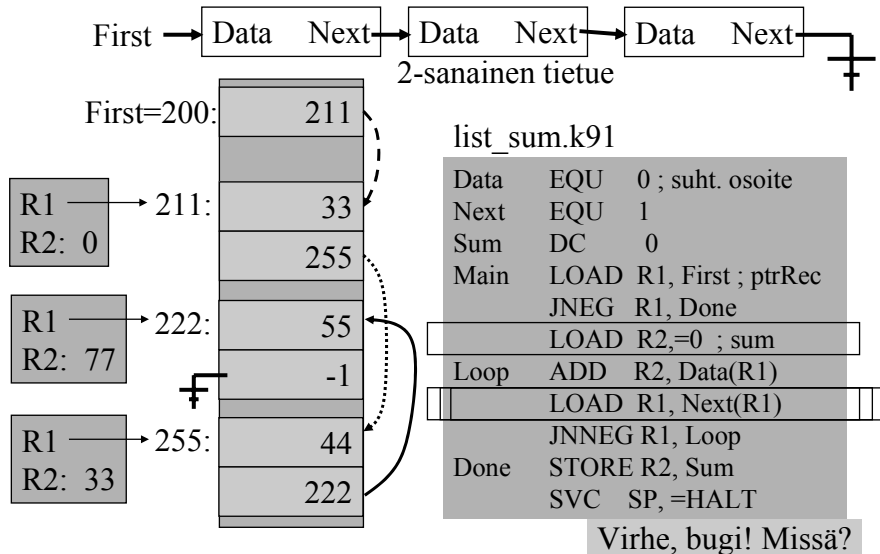 First Data Next Data Next Data Next
2-sanainen tietue
First=200: 211
R1 211: 33
R2: 0 255
R1 222: 55
R2: 77 -1
R1 255: 44
R2: 33 222
list_sum.k91
Data EQU 0 ; suht. osoite
Next EQU 1
Sum DC 0
Main LOAD R1, First ; ptrRec
JNEG R1, Done
LOAD R2,=0 ; sum
Loop ADD R2, Data(R1)
LOAD R1, Next(R1)
JNNEG R1, Loop
Done STORE R2, Sum
SVC SP, =HALT
Virhe, bugi! Missä?